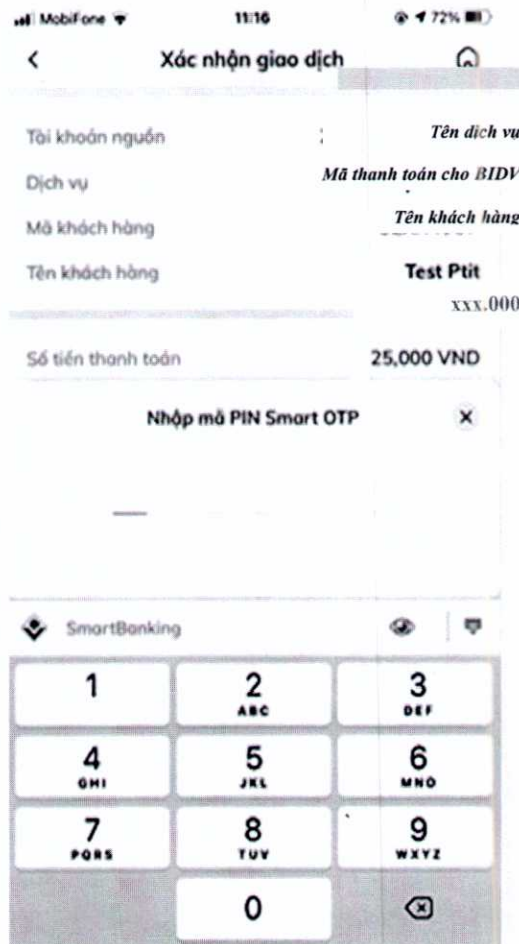 MobiFone 11:16 72%
Xác nhận giao dịch
Tài khoản nguồn Tên dịch vụ
Dịch vụ Mã thanh toán cho BIDV
Mã khách hàng Tên khách hàng
Tên khách hàng Test Ptit
xxx.000
Số tiền thanh toán 25,000 VND
Nhập mã PIN Smart OTP
SmartBanking
1 2 3
ABC DEF
4 5 6
GHI JKL MNO
7 8 9
PQRS TUV WXYZ
0